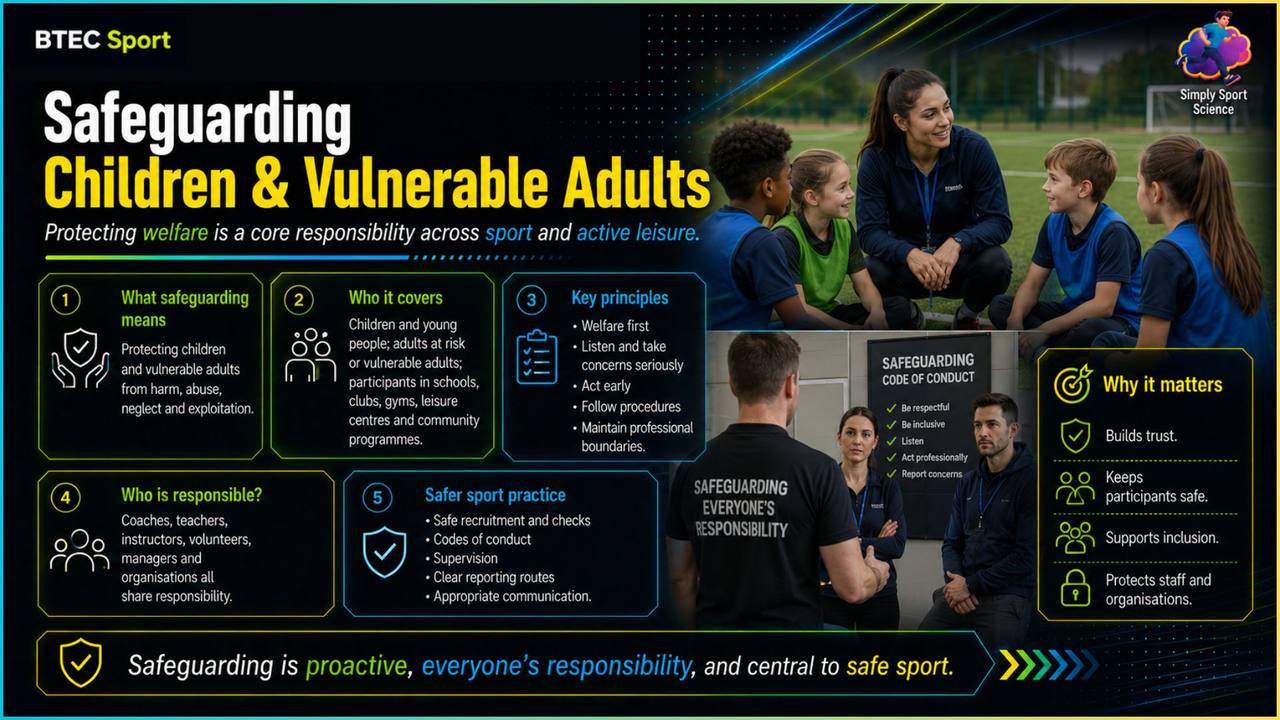 BTEC Sport
Simply Sport
Science
Safeguarding
Children & Vulnerable Adults
Protecting welfare is a core responsibility across sport and active leisure.
1
What safeguarding
means
Protecting children
and vulnerable adults
from harm, abuse,
neglect and exploitation.
2
Who it covers
Children and young
people; adults at risk
or vulnerable adults;
participants in schools,
clubs, gyms, leisure
centres and community
programmes.
3
Key principles
• Welfare first
• Listen and take
concerns seriously
• Act early
• Follow procedures
• Maintain professional
boundaries.
4
Who is responsible?
Coaches, teachers,
instructors, volunteers,
managers and
organisations all
share responsibility.
5
Safer sport practice
• Safe recruitment and checks
• Codes of conduct
• Supervision
• Clear reporting routes
• Appropriate communication.
SAFEGUARDING
EVERYONE'S
RESPONSIBILITY
SAFEGUARDING
CODE OF CONDUCT
✓ Be respectful
✓ Be inclusive
✓ Listen
✓ Act professionally
✓ Report concerns
Why it matters
Builds trust.
Keeps
participants safe.
Supports inclusion.
Protects staff and
organisations.
Safeguarding is proactive, everyone's responsibility, and central to safe sport.